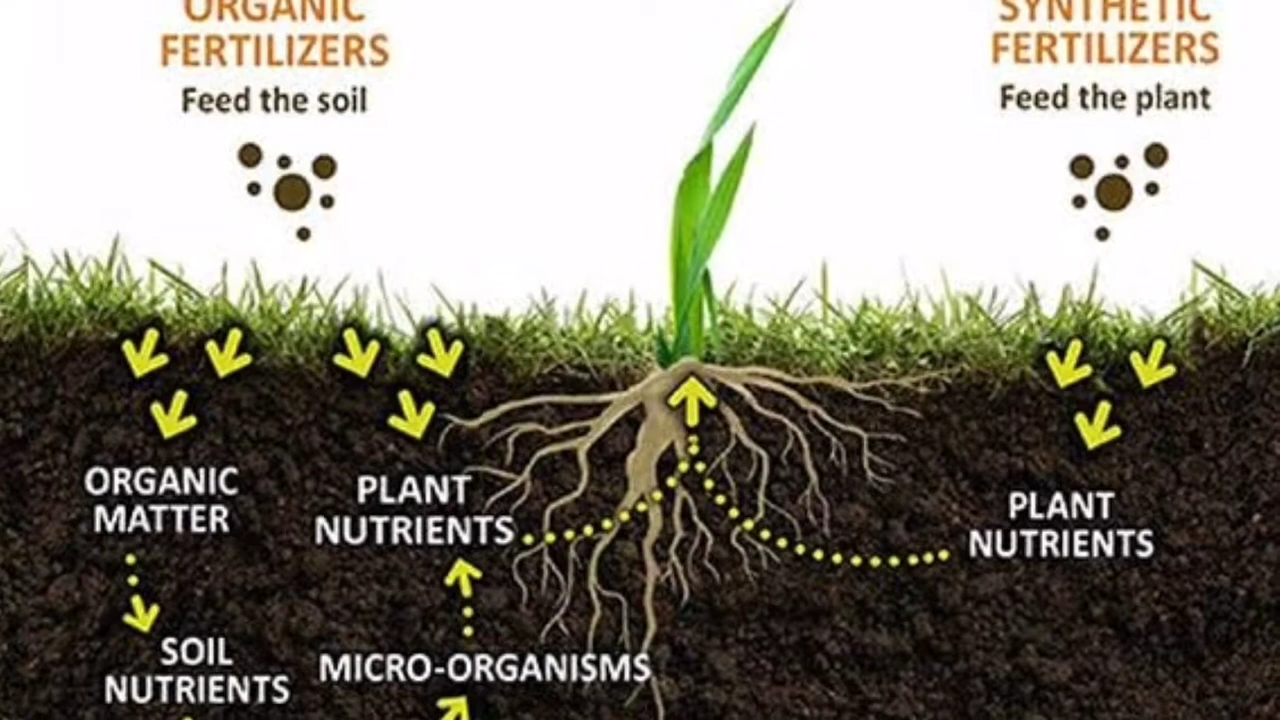 ORGANIC
FERTILIZERS
Feed the soil
SYNTHETIC
FERTILIZERS
Feed the plant
ORGANIC
MATTER
PLANT
NUTRIENTS
PLANT
NUTRIENTS
SOIL
NUTRIENTS
MICRO-ORGANISMS